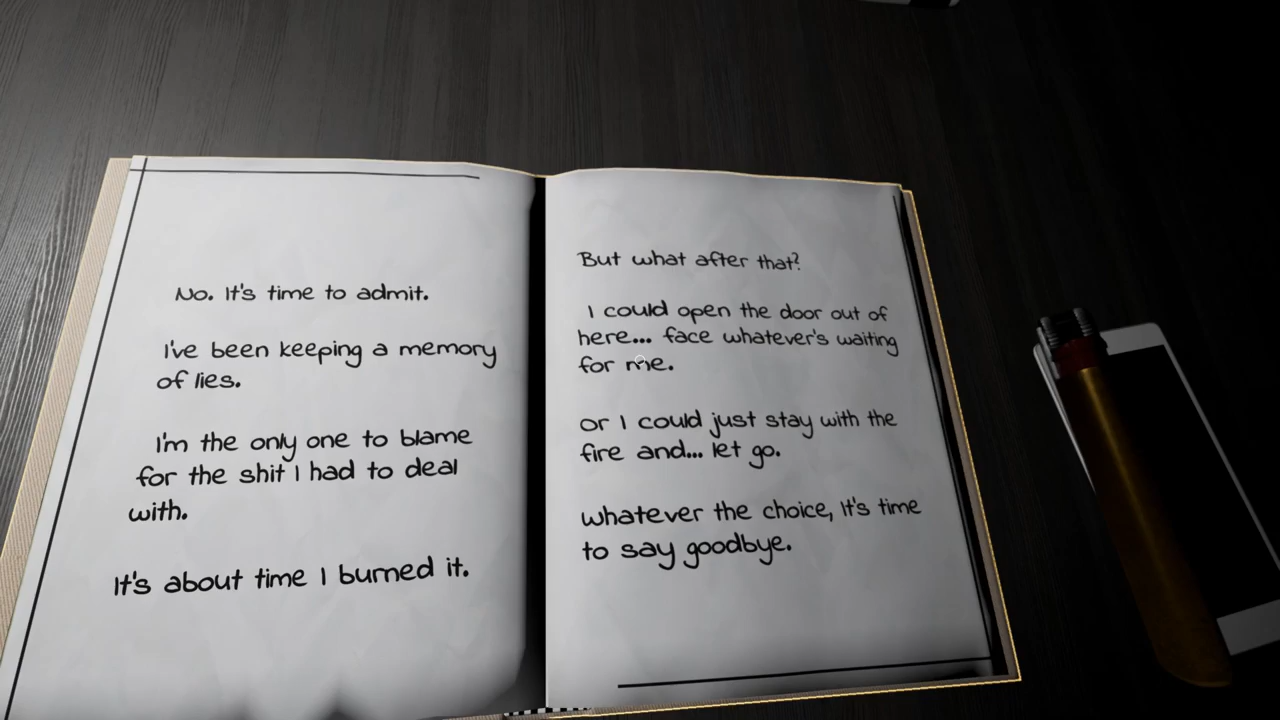 No. It's time to admit.
I've been keeping a memory
of lies.
I'm the only one to blame
for the shit I had to deal
with.
It's about time I burned it.
But what after that?
I could open the door out of
here... face whatever's waiting
for me.
or I could just stay with the
fire and... let go.
whatever the choice, It's time
to say goodbye.